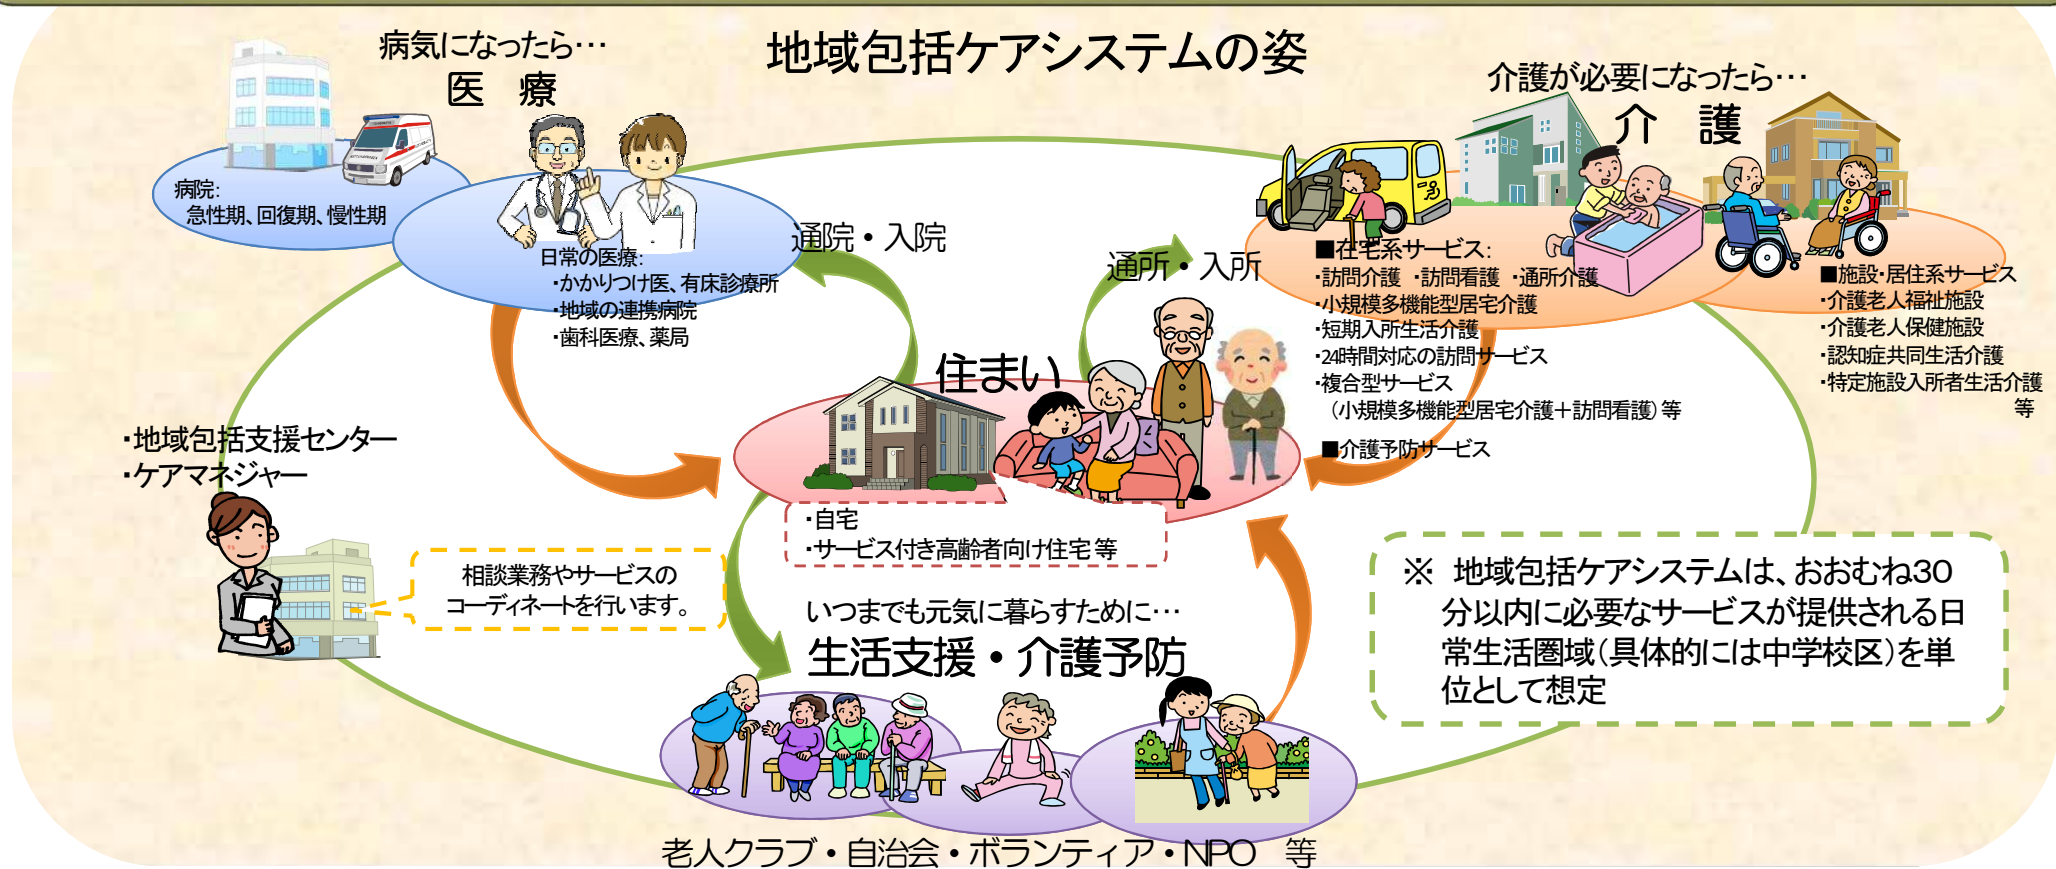 地域包括ケアシステムの姿
病気になったら…
医　療
病院:
急性期、回復期、慢性期
日常の医療:
・かかりつけ医、有床診療所
・地域の連携病院
・歯科医療、薬局
通院・入院
通所・入所
介護が必要になったら…
介　護
■在宅系サービス:
・訪問介護　・訪問看護　・通所介護
・小規模多機能型居宅介護
・短期入所生活介護
・24時間対応の訪問サービス
・複合型サービス
（小規模多機能型居宅介護＋訪問看護）等
■介護予防サービス
■施設・居住系サービス
・介護老人福祉施設
・介護老人保健施設
・認知症共同生活介護
・特定施設入所者生活介護
等
住まい
・自宅
・サービス付き高齢者向け住宅 等
・地域包括支援センター
・ケアマネジャー
相談業務やサービスの
コーディネートを行います。
いつまでも元気に暮らすために…
生活支援・介護予防
老人クラブ・自治会・ボランティア・NPO　等
※　地域包括ケアシステムは、おおむね30
分以内に必要なサービスが提供される日
常生活圏域（具体的には中学校区）を単
位として想定